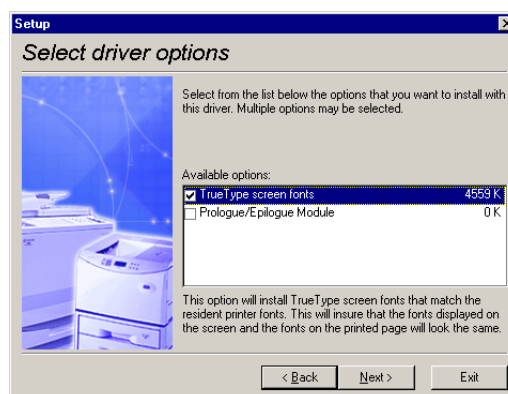 Setup
Select driver options
Select from the list below the options that you want to install with
this driver. Multiple options may be selected.
Available options:
TrueType screen fonts 4559 K
Prologue/Epilogue Module 0 K
This option will install TrueType screen fonts that match the
resident printer fonts. This will insure that the fonts displayed on
the screen and the fonts on the printed page will look the same.
< Back Next > Exit